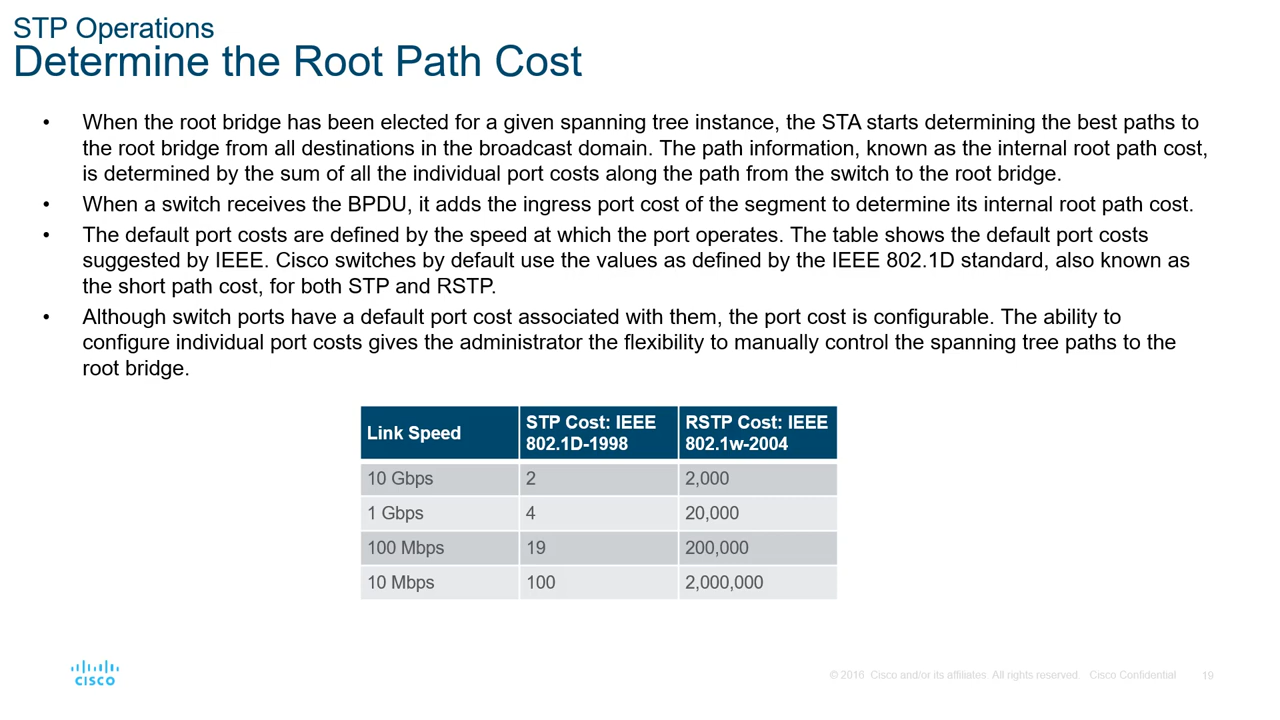 STP Operations
Determine the Root Path Cost
• When the root bridge has been elected for a given spanning tree instance, the STA starts determining the best paths to
the root bridge from all destinations in the broadcast domain. The path information, known as the internal root path cost,
is determined by the sum of all the individual port costs along the path from the switch to the root bridge.
• When a switch receives the BPDU, it adds the ingress port cost of the segment to determine its internal root path cost.
• The default port costs are defined by the speed at which the port operates. The table shows the default port costs
suggested by IEEE. Cisco switches by default use the values as defined by the IEEE 802.1D standard, also known as
the short path cost, for both STP and RSTP.
• Although switch ports have a default port cost associated with them, the port cost is configurable. The ability to
configure individual port costs gives the administrator the flexibility to manually control the spanning tree paths to the
root bridge.
Link Speed
STP Cost: IEEE
802.1D-1998
RSTP Cost: IEEE
802.1w-2004
10 Gbps 2 2,000
1 Gbps 4 20,000
100 Mbps 19 200,000
10 Mbps 100 2,000,000
CISCO
© 2016 Cisco and/or its affiliates. All rights reserved. Cisco Confidential 19